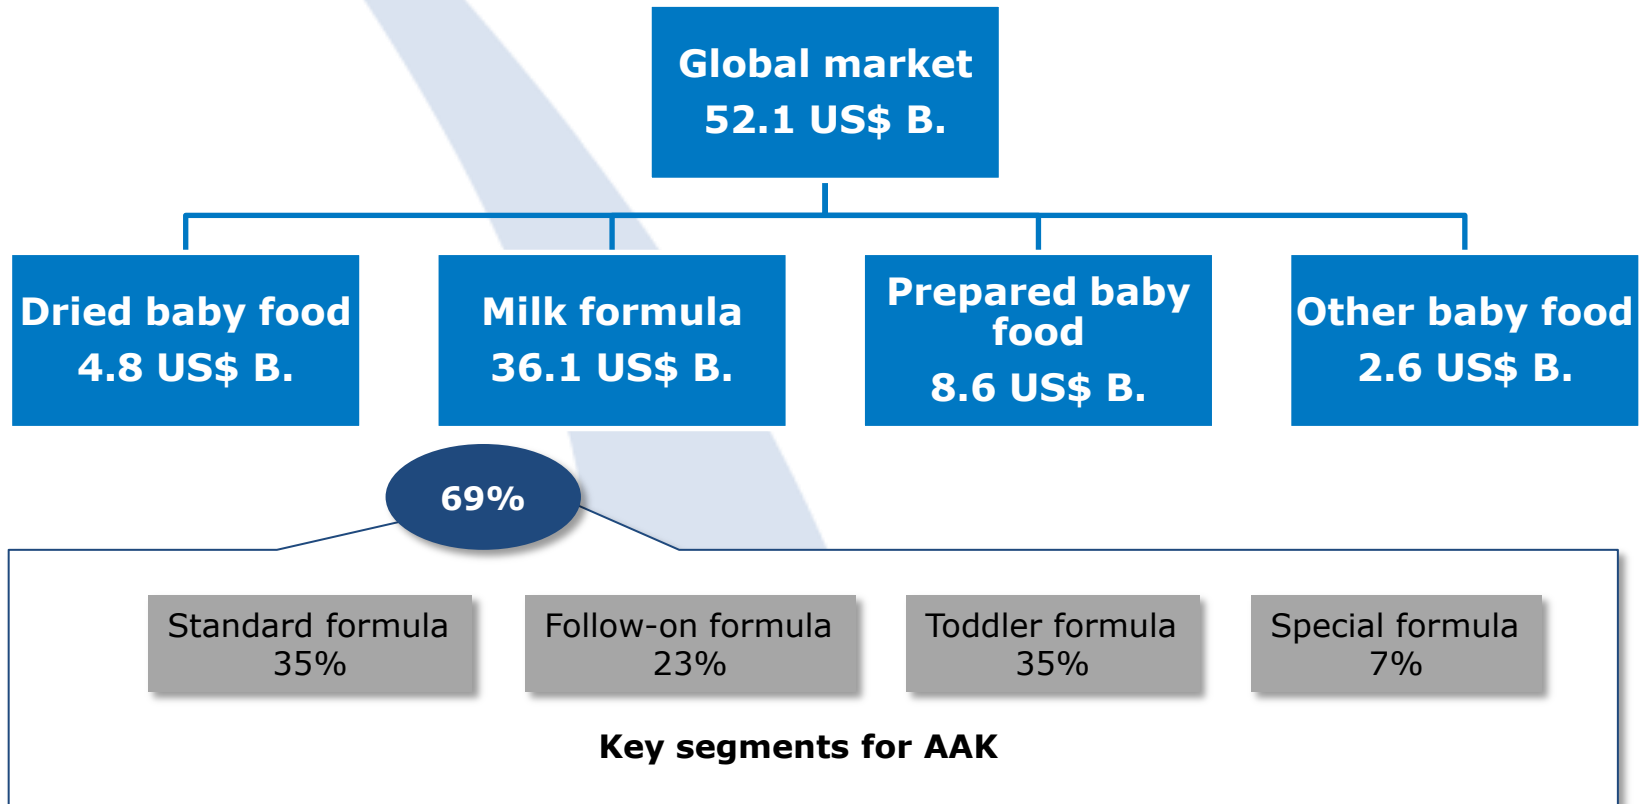 Global market
52.1 US$ B.
Dried baby food
4.8 US$ B.
Milk formula
36.1 US$ B.
Prepared baby
food
8.6 US$ B.
Other baby food
2.6 US$ B.
69%
Standard formula
35%
Follow-on formula
23%
Toddler formula
35%
Special formula
7%
Key segments for AAK